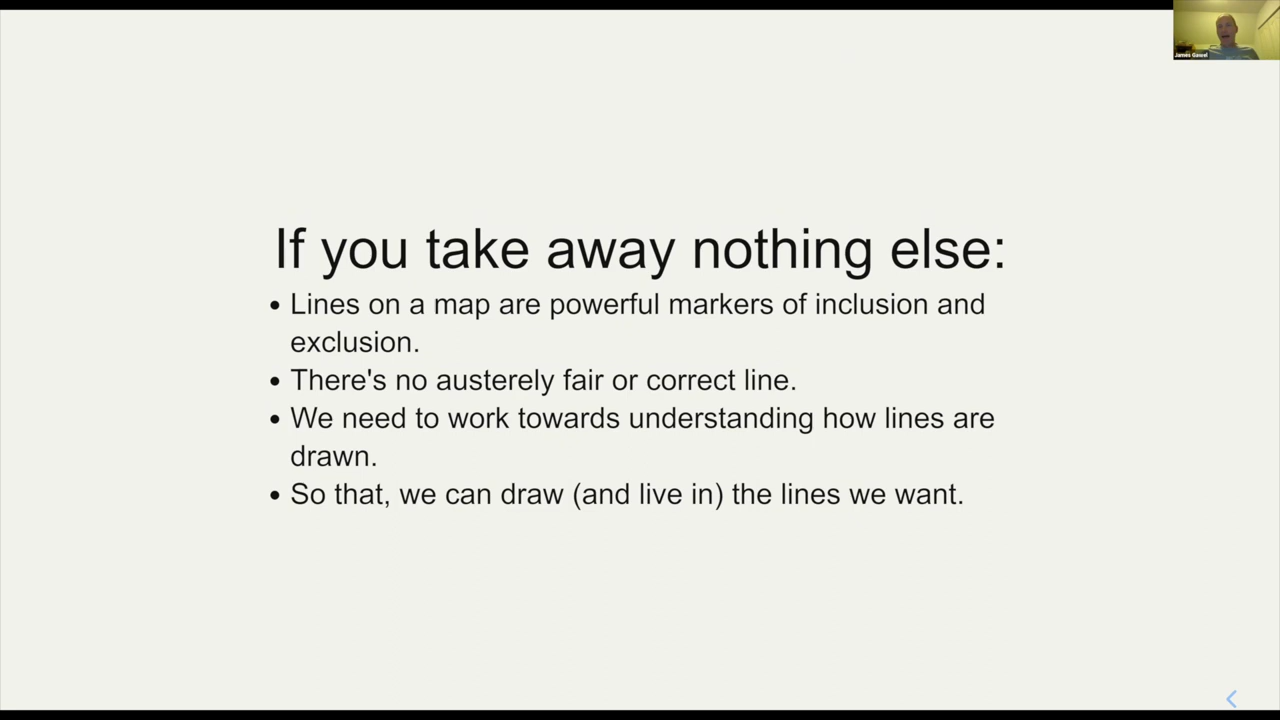 James Gawel
If you take away nothing else:
• Lines on a map are powerful markers of inclusion and
exclusion.
• There's no austerely fair or correct line.
• We need to work towards understanding how lines are
drawn.
• So that, we can draw (and live in) the lines we want.